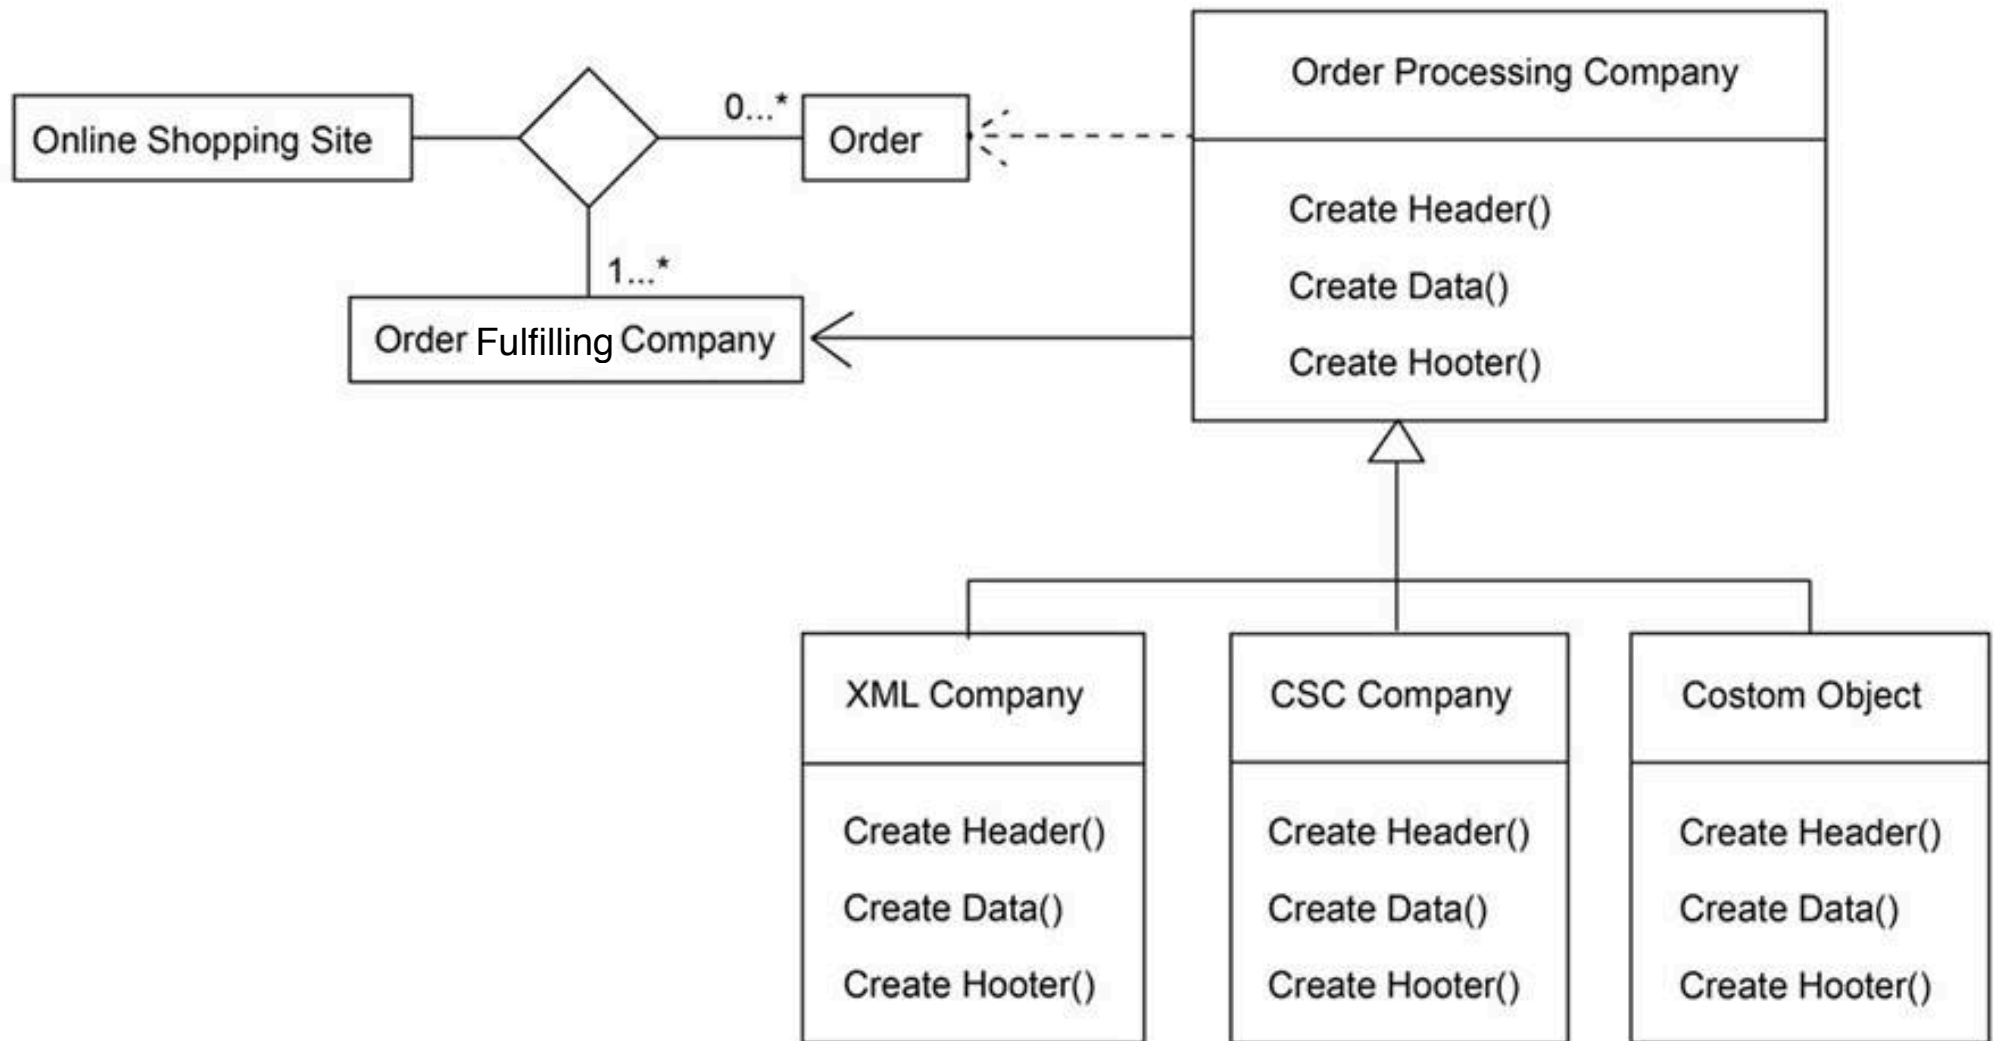 Order Processing Company
Online Shopping Site
0...*
Order
Create Header()
Create Data()
Create Hooter()
1...*
Order Fulfilling Company
XML Company
Create Header()
Create Data()
Create Hooter()
CSC Company
Create Header()
Create Data()
Create Hooter()
Costom Object
Create Header()
Create Data()
Create Hooter()